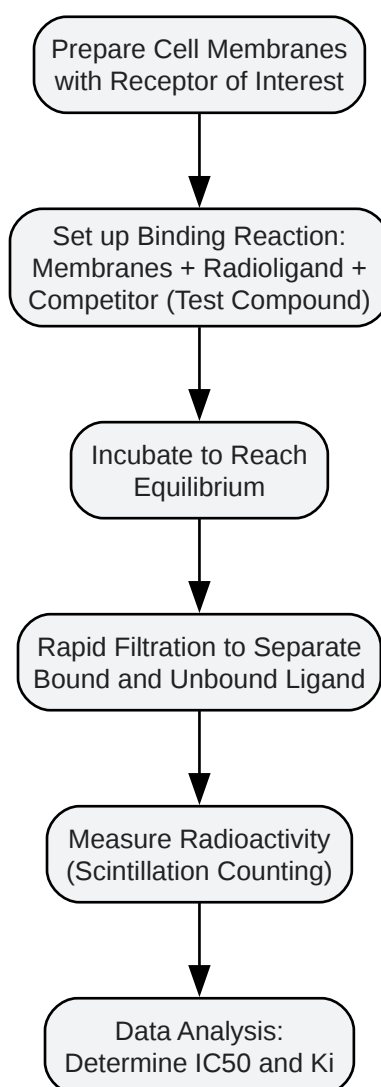 Prepare Cell Membranes
with Receptor of Interest
Set up Binding Reaction:
Membranes + Radioligand +
Competitor (Test Compound)
Incubate to Reach
Equilibrium
Rapid Filtration to Separate
Bound and Unbound Ligand
Measure Radioactivity
(Scintillation Counting)
Data Analysis:
Determine IC50 and Ki